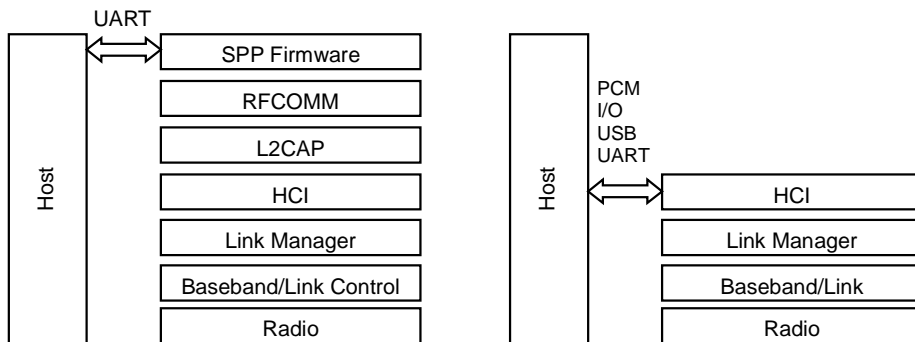 UART
Host
SPP Firmware
RFCOMM
L2CAP
HCI
Link Manager
Baseband/Link Control
Radio
Host
PCM
I/O
USB
UART
HCI
Link Manager
Baseband/Link
Radio